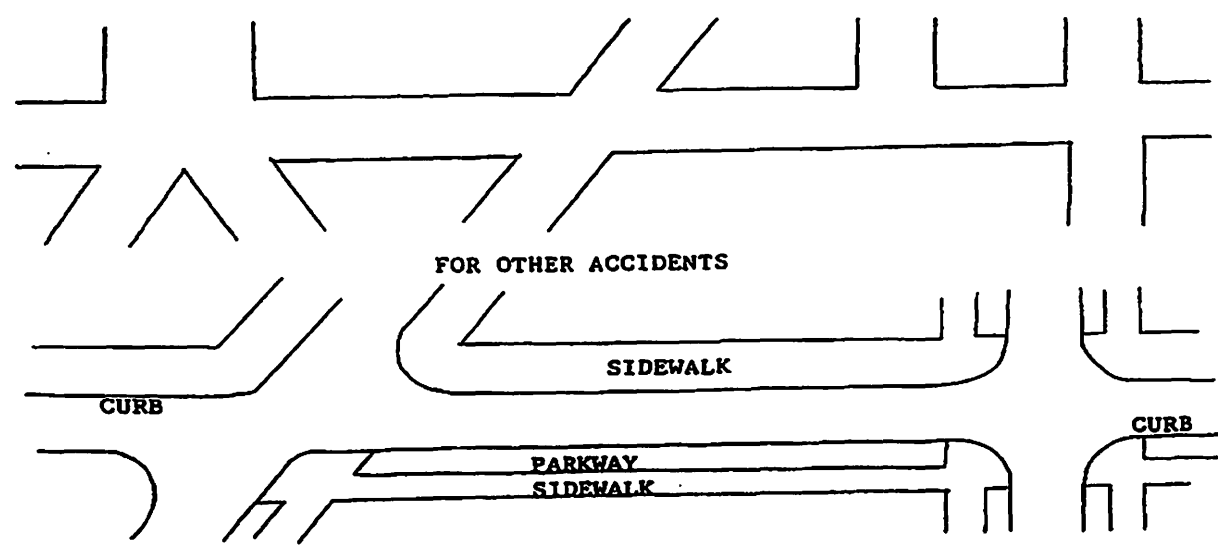 FOR OTHER ACCIDENTS
SIDEWALK
CURB
CURB
PARKWAY
SIDEWALK